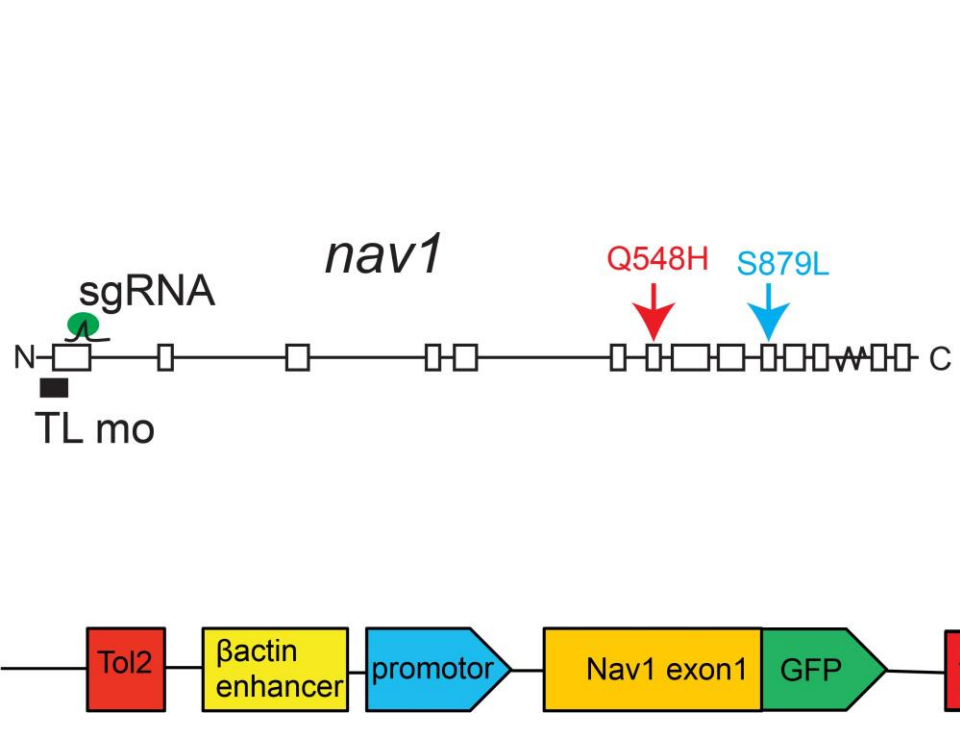 nav1
Q548H
S879L
sgRNA
N
C
TL mo
Tol2
βactin
enhancer
promotor
Nav1 exon1
GFP